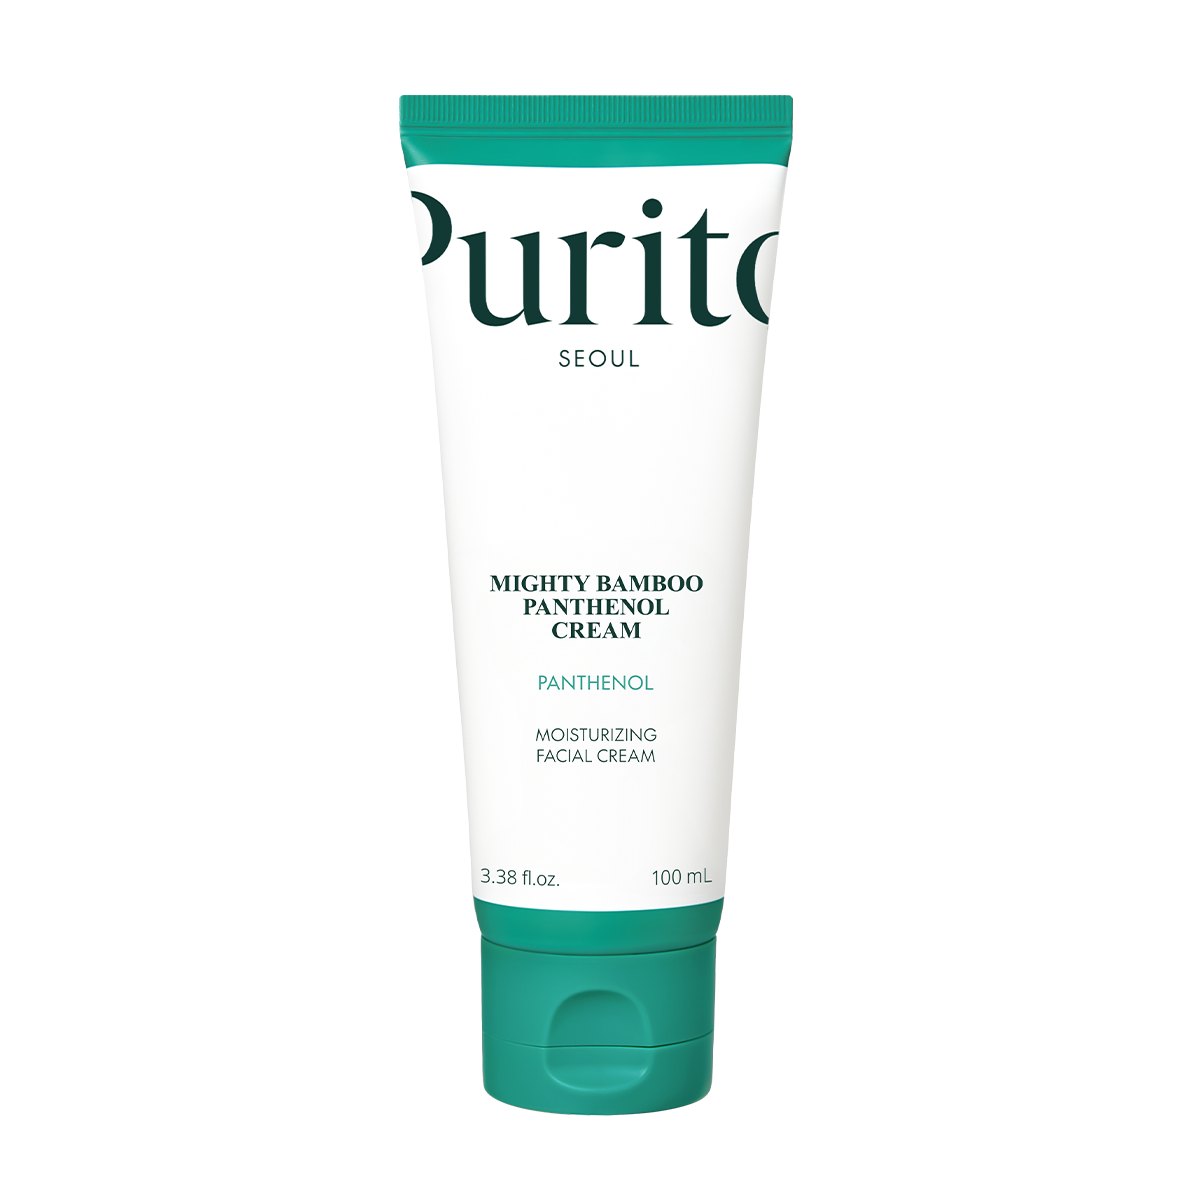 Purito
SEOUL
MIGHTY BAMBOO
PANTHENOL
CREAM
PANTHENOL
MOISTURIZING
FACIAL CREAM
3.38 fl.oz. 100 mL